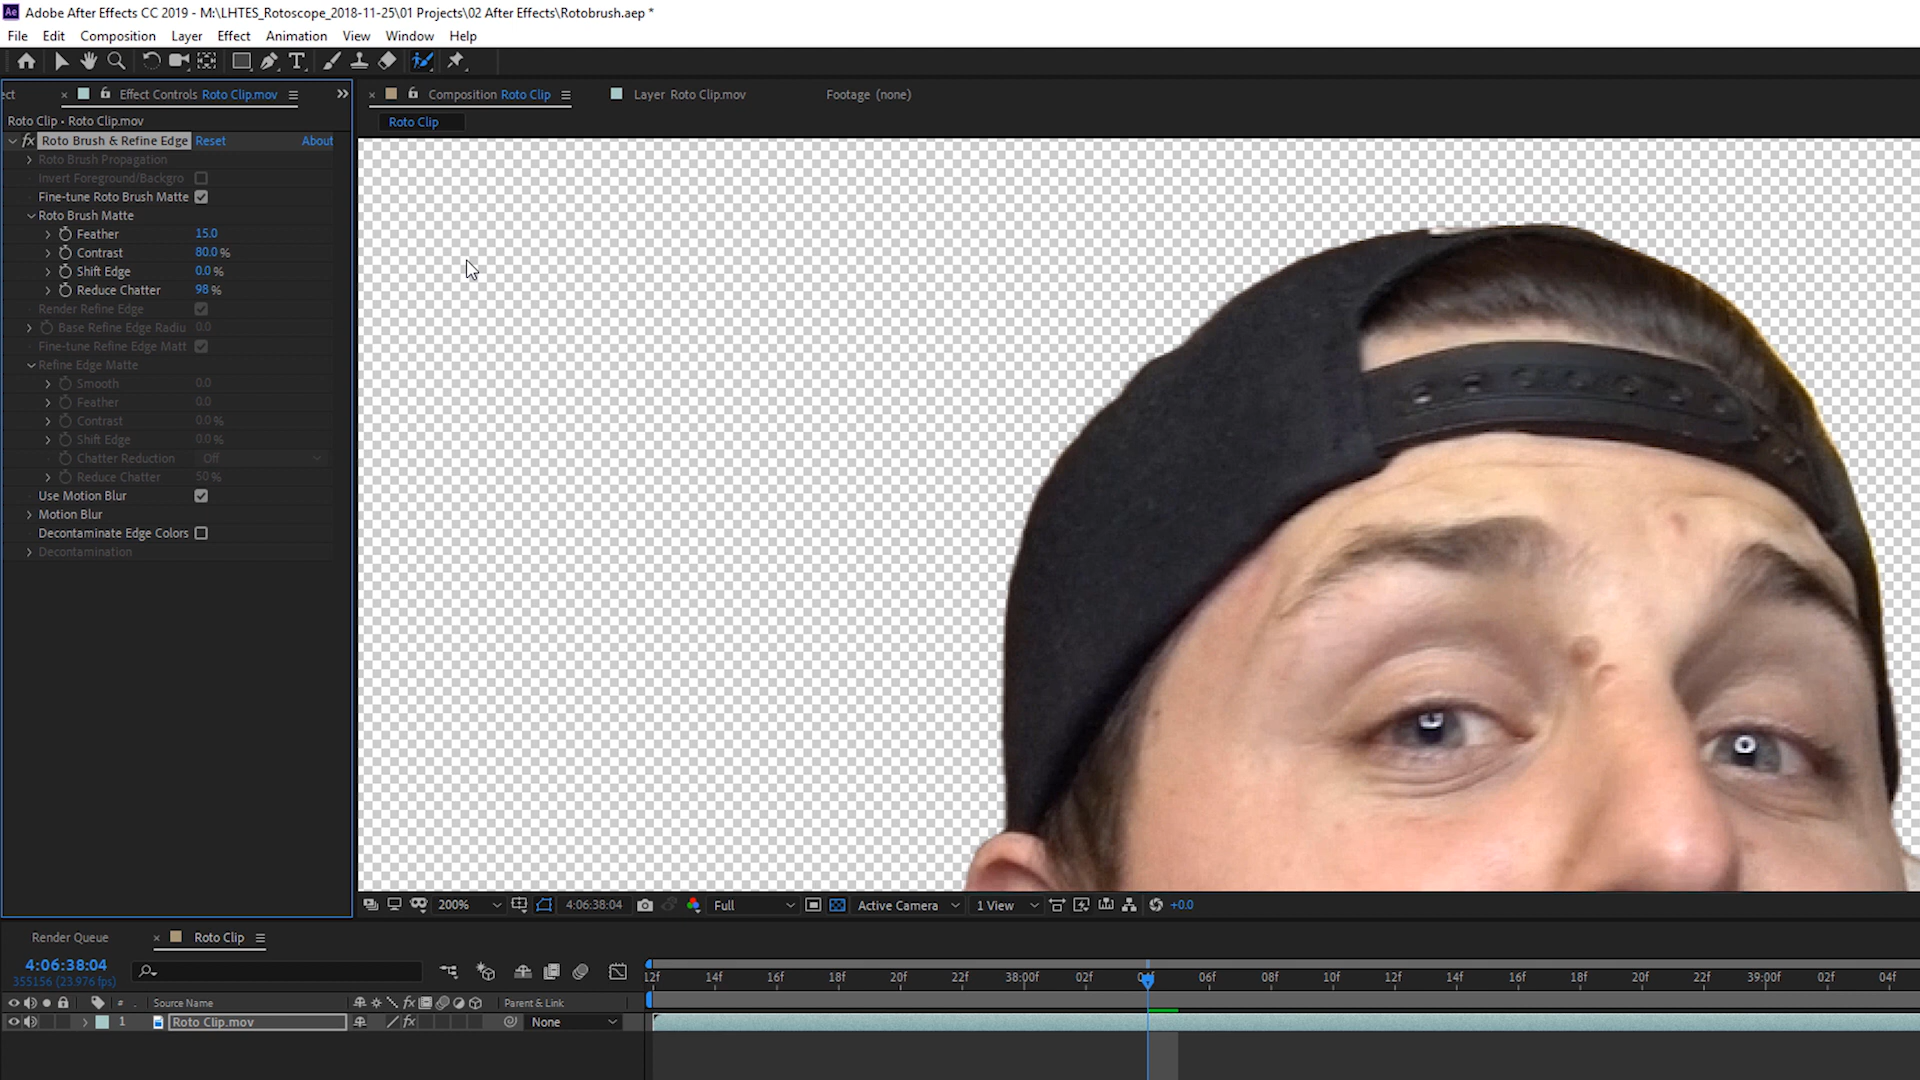 Ae Adobe After Effects CC 2019 - M:\LHTES_Rotoscope_2018-11-25\01 Projects\02 After Effects\Rotobrush.aep *
File Edit Composition Layer Effect Animation View Window Help
T
ect × Effect Controls Roto Clip.mov
× Composition Roto Clip Layer Roto Clip.mov Footage (none)
Roto Clip • Roto Clip.mov
Roto Clip
fx Roto Brush & Refine Edge Reset About
Roto Brush Propagation
Invert Foreground/Backgro
Fine-tune Roto Brush Matte
Roto Brush Matte
Feather 15.0
Contrast 80.0 %
Shift Edge 0.0 %
Reduce Chatter 98 %
Render Refine Edge
Base Refine Edge Radiu 0.0
Fine-tune Refine Edge Matt
Refine Edge Matte
Smooth 0.0
Feather 0.0
Contrast 0.0 %
Shift Edge 0.0 %
Chatter Reduction Off
Reduce Chatter 50 %
Use Motion Blur
Motion Blur
Decontaminate Edge Colors
Decontamination
200% 4:06:38:04 Full Active Camera 1 View +0.0
Render Queue × Roto Clip
4:06:38:04
355156 (23.976 fps)
12f 14f 16f 18f 20f 22f 38:00f 02f 04f 06f 08f 10f 12f 14f 16f 18f 20f 22f 39:00f 02f 04f
# . Source Name fx Parent & Link
1 Roto Clip.mov fx None